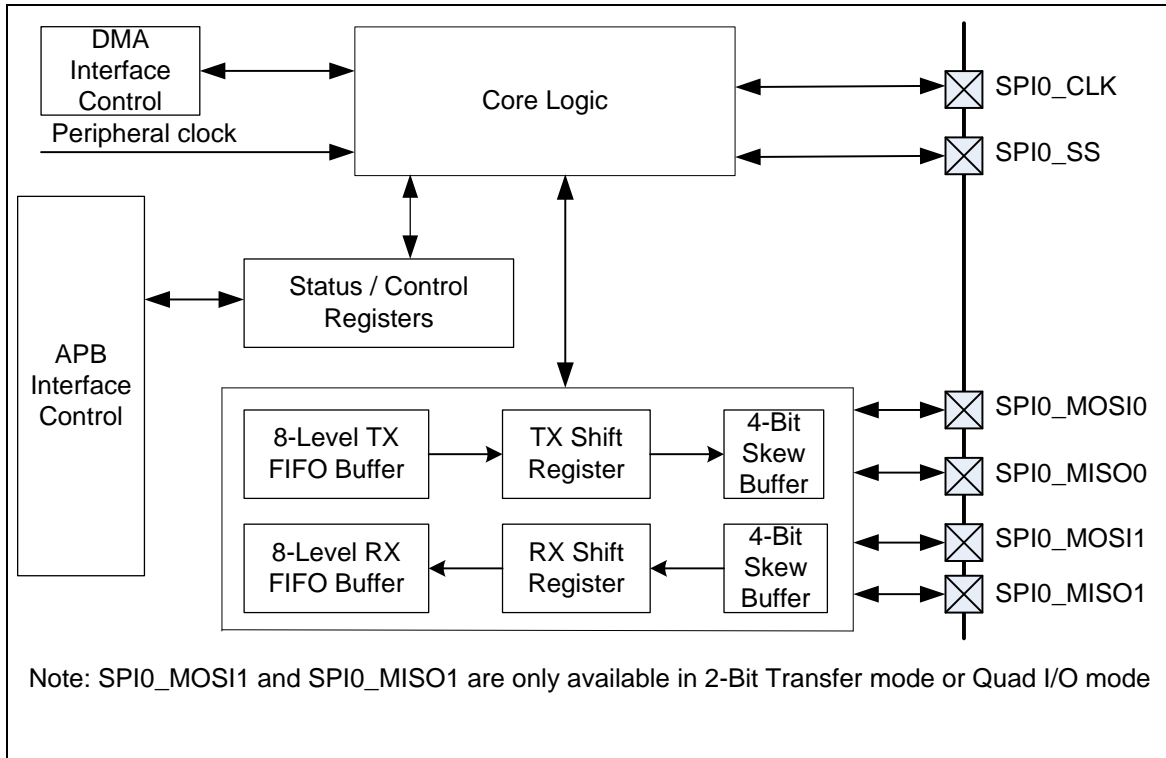 DMA
Interface
Control
Peripheral clock
Core Logic
SPI0_CLK
SPI0_SS
Status / Control
Registers
APB
Interface
Control
8-Level TX
FIFO Buffer
TX Shift
Register
4-Bit
Skew
Buffer
8-Level RX
FIFO Buffer
RX Shift
Register
4-Bit
Skew
Buffer
SPI0_MOSI0
SPI0_MISO0
SPI0_MOSI1
SPI0_MISO1
Note: SPI0_MOSI1 and SPI0_MISO1 are only available in 2-Bit Transfer mode or Quad I/O mode